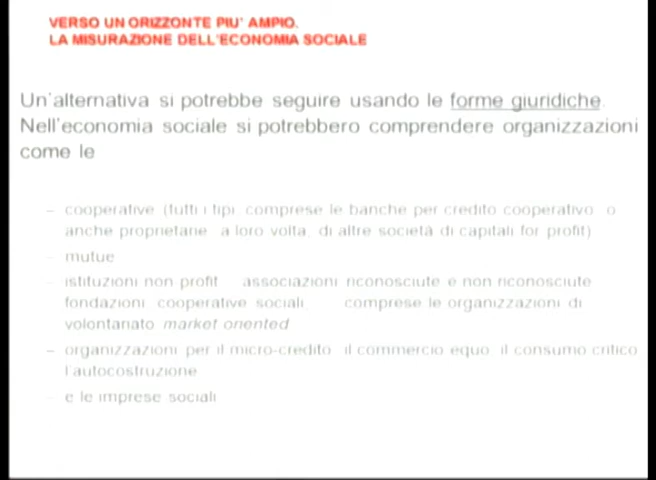 VERSO UN ORIZZONTE PIU' AMPIO.
LA MISURAZIONE DELL'ECONOMIA SOCIALE
Un'alternativa si potrebbe seguire usando le forme giuridiche.
Nell'economia sociale si potrebbero comprendere organizzazioni
come le
– cooperative (tutti i tipi, comprese le banche per credito cooperativo, o
anche proprietarie, a loro volta, di altre società di capitali for profit)
– mutue
– istituzioni non profit associazioni riconosciute e non riconosciute
fondazioni cooperative sociali, comprese le organizzazioni di
volontariato market oriented
– organizzazioni per il micro-credito, il commercio equo, il consumo critico
l'autocostruzione
– e le imprese sociali